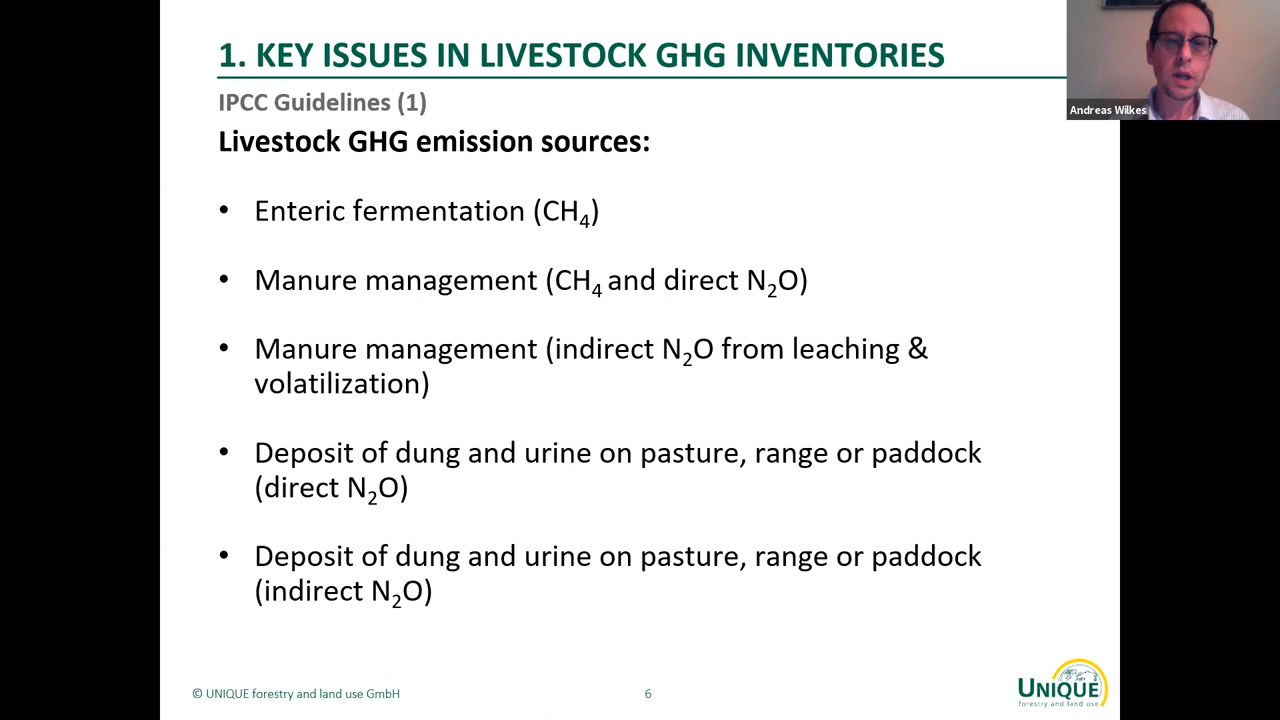 1. KEY ISSUES IN LIVESTOCK GHG INVENTORIES
Andreas Wilkes
IPCC Guidelines (1)
Livestock GHG emission sources:
• Enteric fermentation (CH₄)
• Manure management (CH₄ and direct N₂O)
• Manure management (indirect N₂O from leaching &
volatilization)
• Deposit of dung and urine on pasture, range or paddock
(direct N₂O)
• Deposit of dung and urine on pasture, range or paddock
(indirect N₂O)
© UNIQUE forestry and land use GmbH
6
UNIQUE
forestry and land use